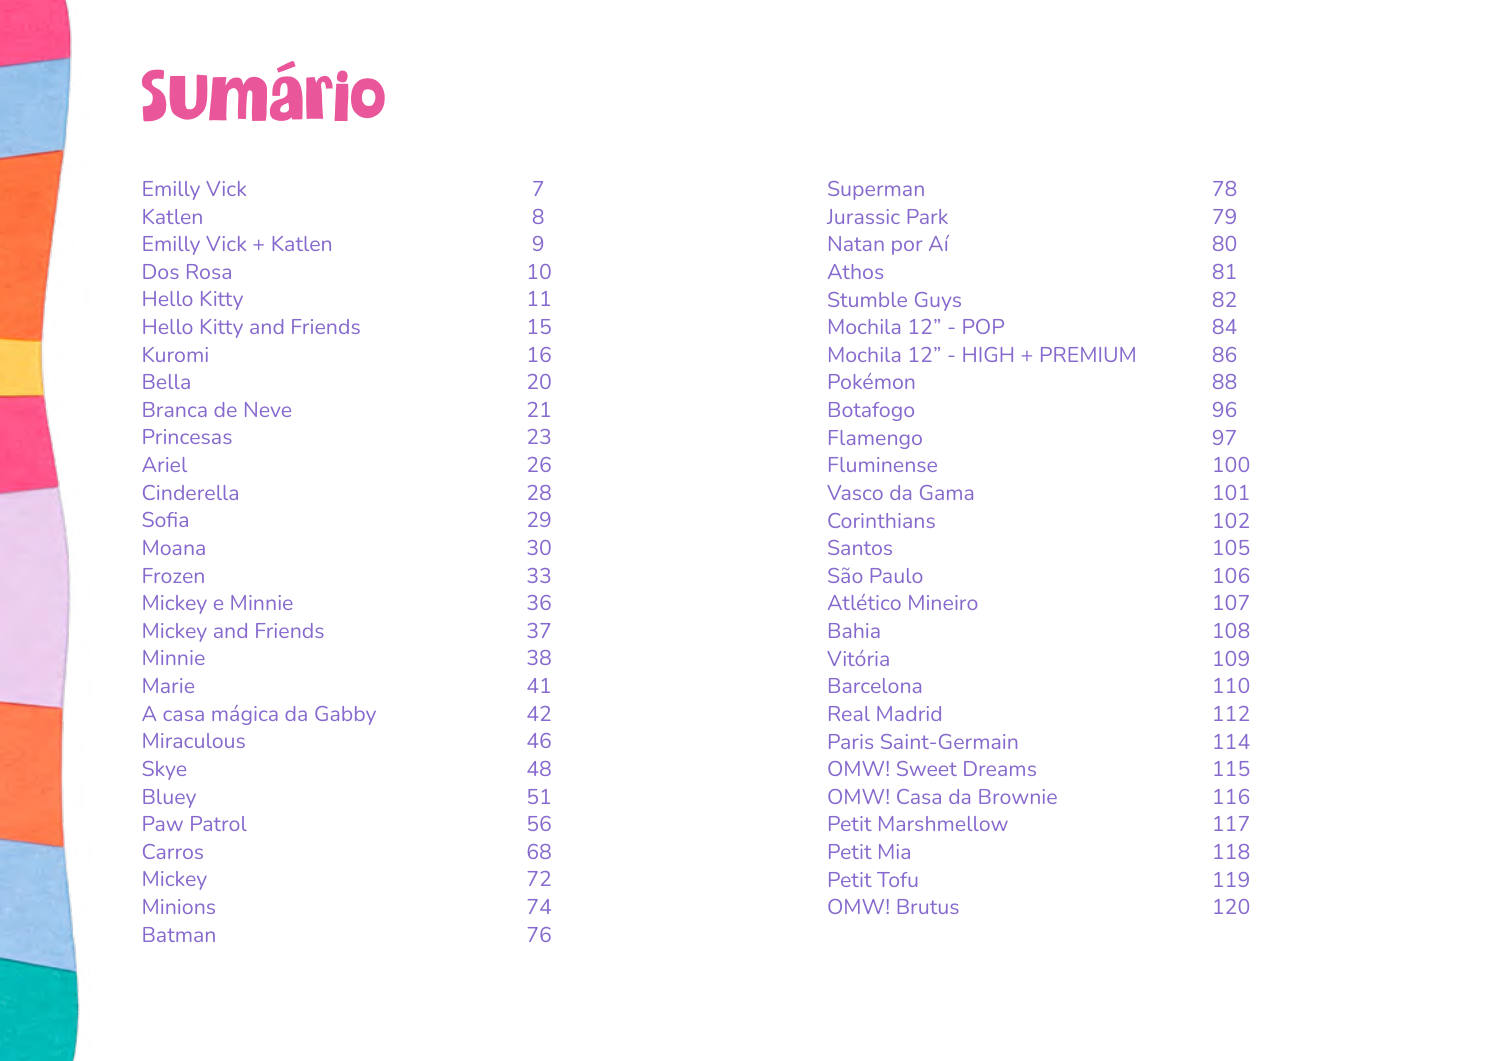 Sumário
Emilly Vick 7
Katlen 8
Emilly Vick + Katlen 9
Dos Rosa 10
Hello Kitty 11
Hello Kitty and Friends 15
Kuromi 16
Bella 20
Branca de Neve 21
Princesas 23
Ariel 26
Cinderella 28
Sofia 29
Moana 30
Frozen 33
Mickey e Minnie 36
Mickey and Friends 37
Minnie 38
Marie 41
A casa mágica da Gabby 42
Miraculous 46
Skye 48
Bluey 51
Paw Patrol 56
Carros 68
Mickey 72
Minions 74
Batman 76
Superman 78
Jurassic Park 79
Natan por Aí 80
Athos 81
Stumble Guys 82
Mochila 12” - POP 84
Mochila 12” - HIGH + PREMIUM 86
Pokémon 88
Botafogo 96
Flamengo 97
Fluminense 100
Vasco da Gama 101
Corinthians 102
Santos 105
São Paulo 106
Atlético Mineiro 107
Bahia 108
Vitória 109
Barcelona 110
Real Madrid 112
Paris Saint-Germain 114
OMW! Sweet Dreams 115
OMW! Casa da Brownie 116
Petit Marshmellow 117
Petit Mia 118
Petit Tofu 119
OMW! Brutus 120